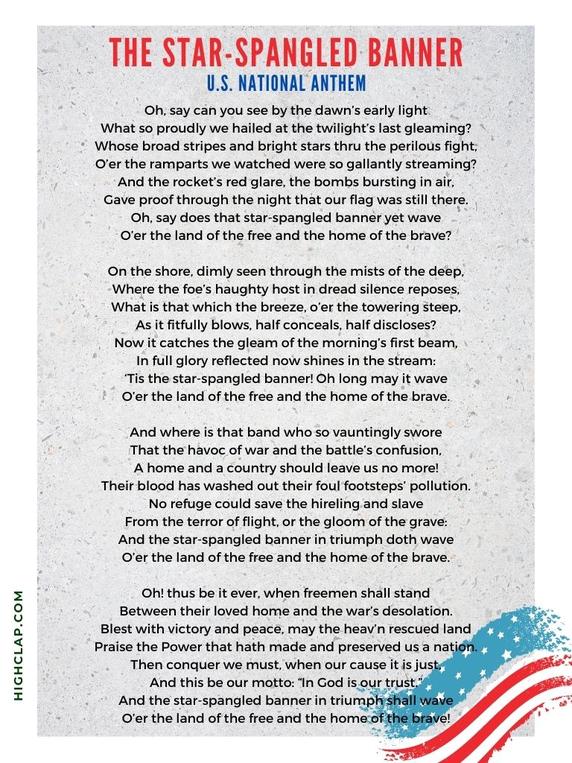 THE STAR-SPANGLED BANNER
U.S. NATIONAL ANTHEM
Oh, say can you see by the dawn's early light
What so proudly we hailed at the twilight's last gleaming?
Whose broad stripes and bright stars thru the perilous fight,
O'er the ramparts we watched were so gallantly streaming?
And the rocket's red glare, the bombs bursting in air,
Gave proof through the night that our flag was still there.
Oh, say does that star-spangled banner yet wave
O'er the land of the free and the home of the brave?
On the shore, dimly seen through the mists of the deep,
Where the foe's haughty host in dread silence reposes,
What is that which the breeze, o'er the towering steep,
As it fitfully blows, half conceals, half discloses?
Now it catches the gleam of the morning's first beam,
In full glory reflected now shines in the stream:
'Tis the star-spangled banner! Oh long may it wave
O'er the land of the free and the home of the brave.
And where is that band who so vauntingly swore
That the havoc of war and the battle's confusion,
A home and a country should leave us no more!
Their blood has washed out their foul footsteps' pollution.
No refuge could save the hireling and slave
From the terror of flight, or the gloom of the grave:
And the star-spangled banner in triumph doth wave
O'er the land of the free and the home of the brave.
Oh! thus be it ever, when freemen shall stand
Between their loved home and the war's desolation.
Blest with victory and peace, may the heav'n rescued land
Praise the Power that hath made and preserved us a nation.
Then conquer we must, when our cause it is just,
And this be our motto: "In God is our trust."
And the star-spangled banner in triumph shall wave
O'er the land of the free and the home of the brave!
HIGHCLAP.COM